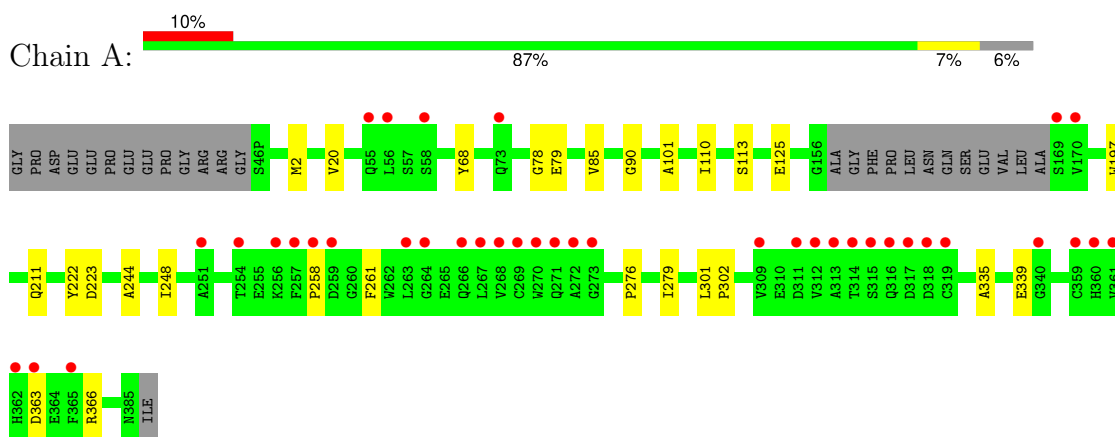 Chain A:
10%
87%
7%
6%
GLY PRO ASP GLU GLU PRO GLU GLU PRO GLY ARG ARG GLY S46P M2 V20 Q55 L56 S57 S58 Y68 Q73 G78 E79 V85 G90 A101 I110 S113 E125 G156 ALA GLY PHE PRO LEU ASN GLN SER GLU VAL LEU ALA S169 V170 W187
Q211 Y222 D223 A244 I248 A251 T254 E255 K256 F257 P258 D259 G260 F261 W262 L263 G264 E265 Q266 L267 V268 C269 W270 Q271 A272 G273 P276 I279 L301 P302 V309 E310 D311 V312 A313 T314 S315 Q316 D317 D318 C319 A335 E339 G340 C359 H360 V361
H362 D363 E364 F365 R366 N385 ILE